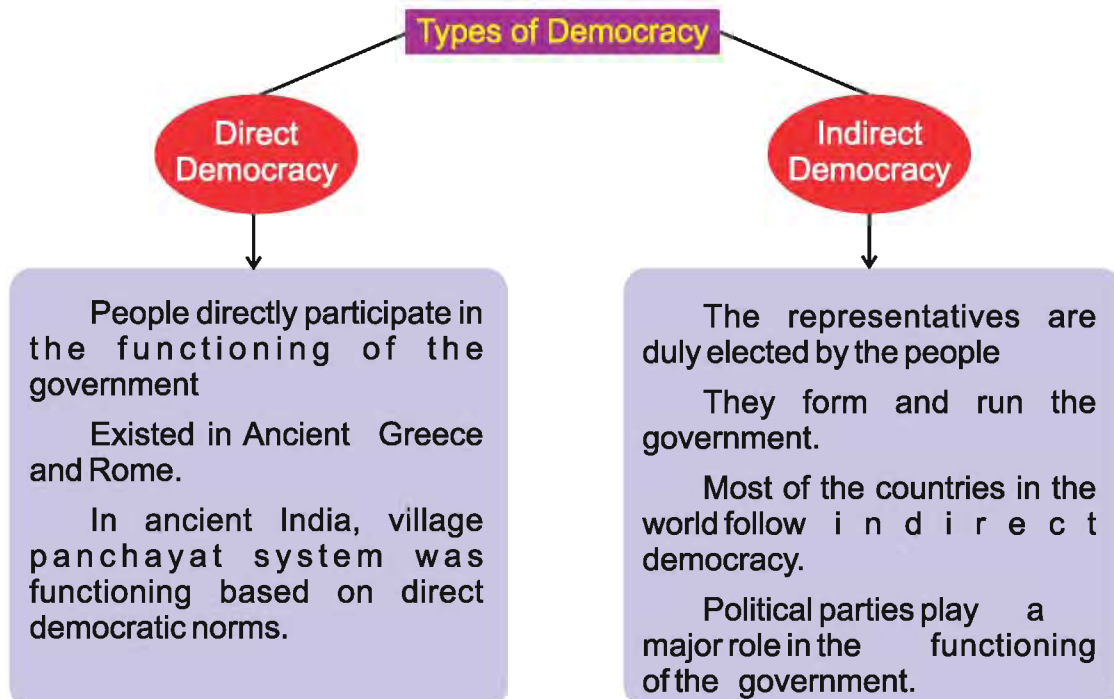 Types of Democracy
Direct
Democracy
People directly participate in
the functioning of the
government
Existed in Ancient Greece
and Rome.
In ancient India, village
panchayat system was
functioning based on direct
democratic norms.
Indirect
Democracy
The representatives are
duly elected by the people
They form and run the
government.
Most of the countries in the
world follow indirect
democracy.
Political parties play a
major role in the functioning
of the government.